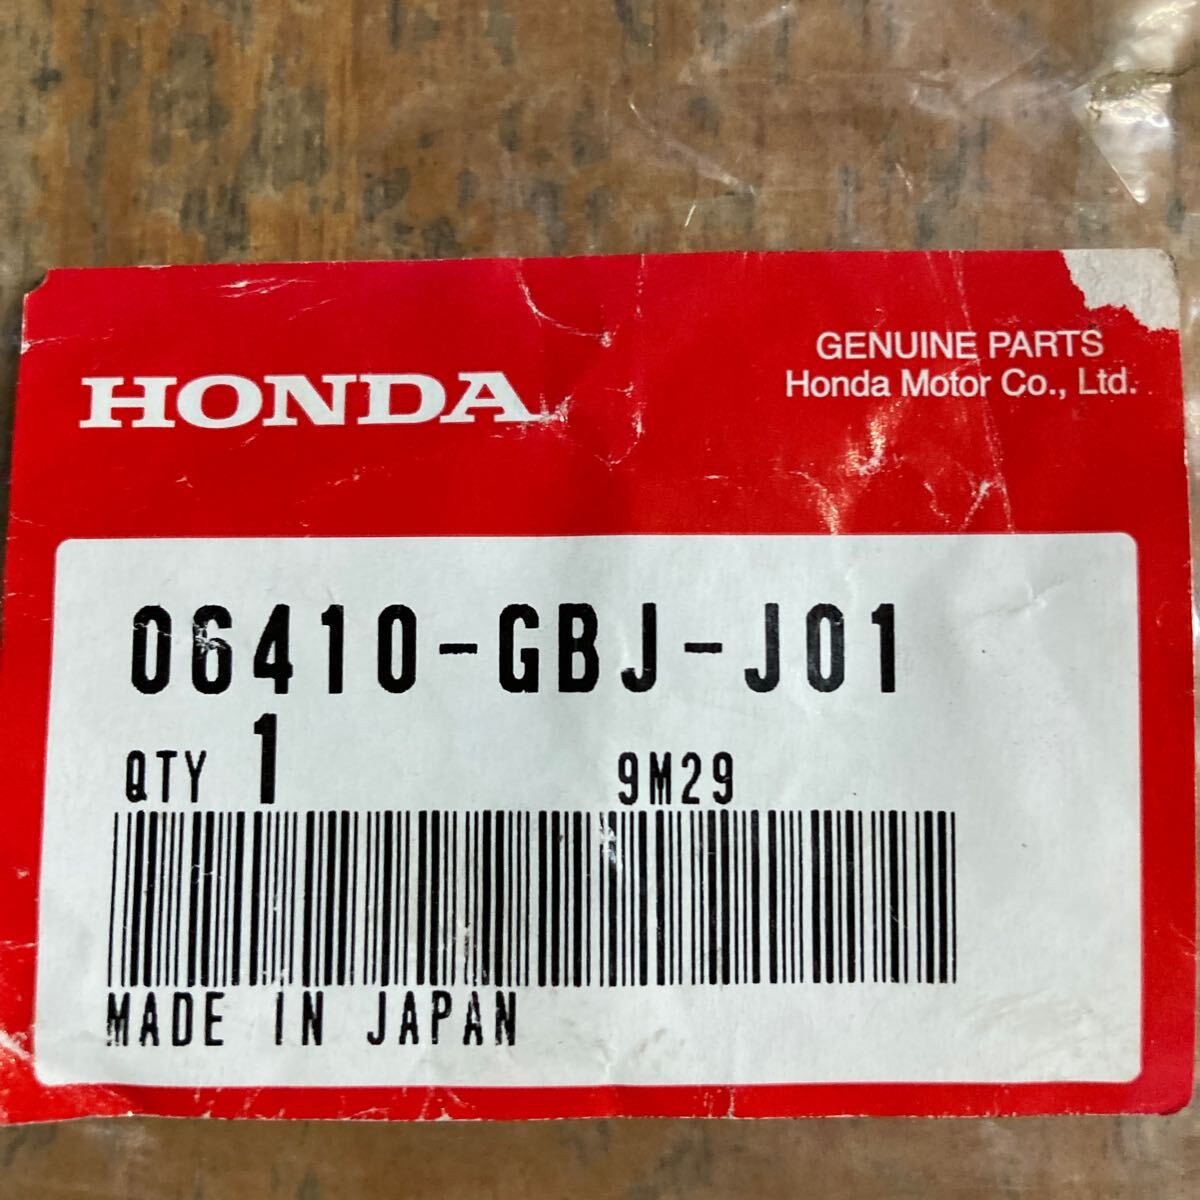 HONDA
GENUINE PARTS
Honda Motor Co., Ltd.
06410-GBJ-J01
QTY 1 9M29
MADE IN JAPAN